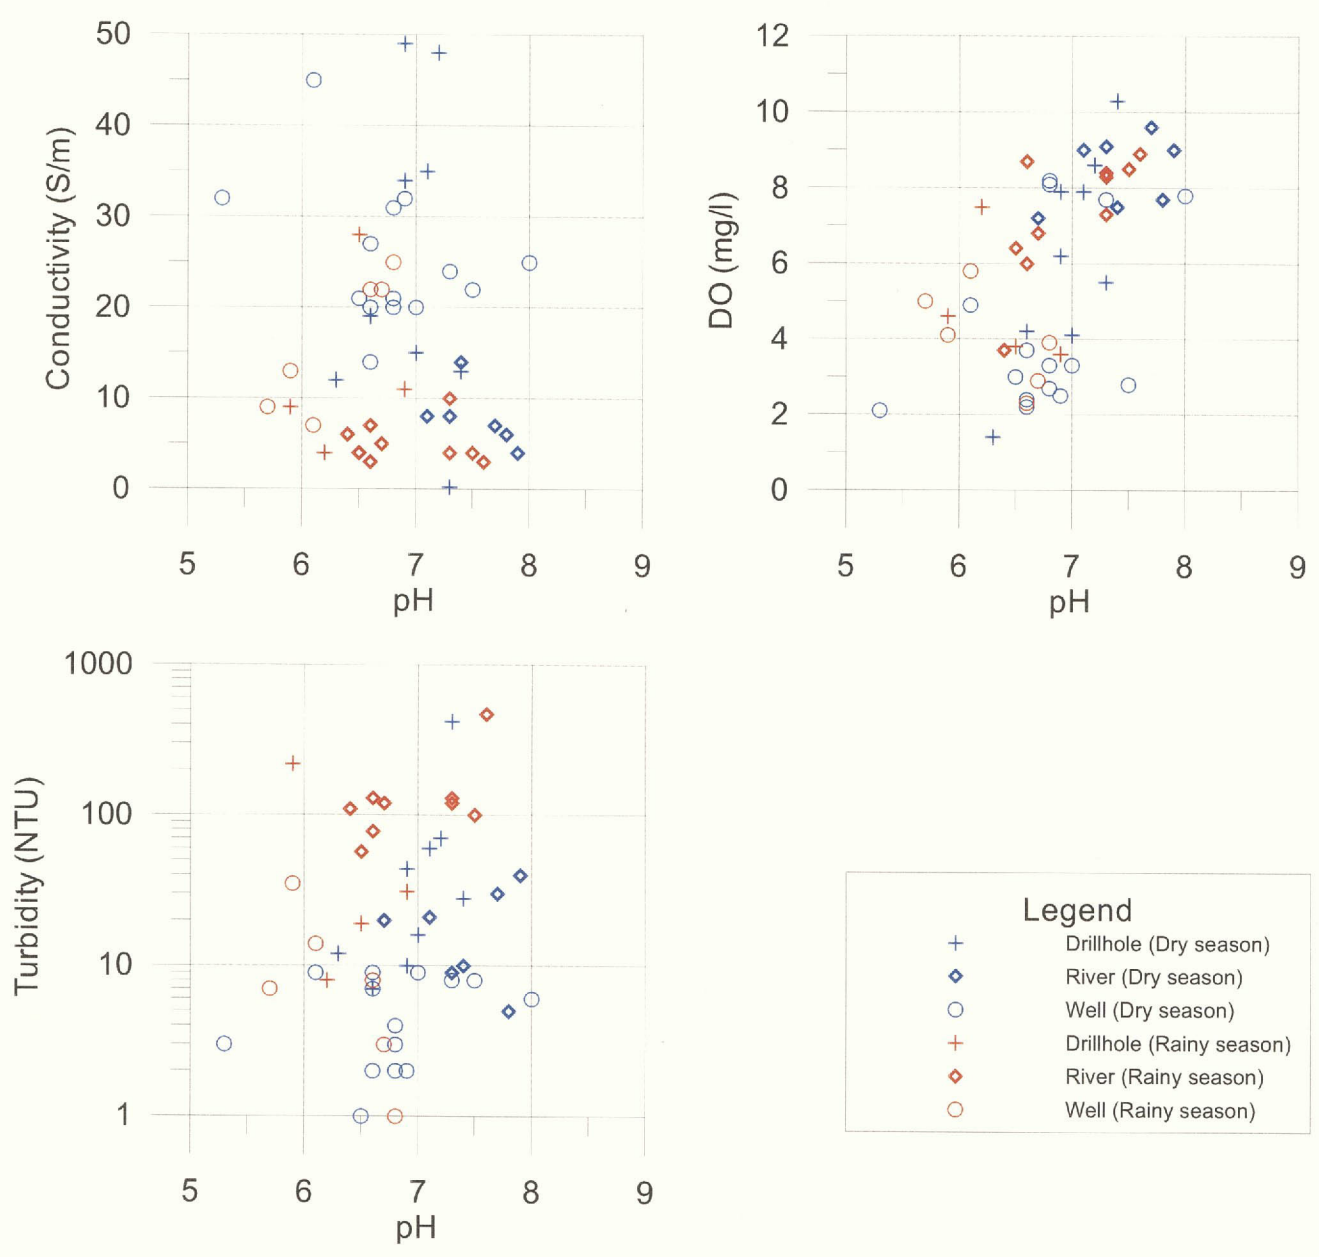 50
40
30
20
10
0
Conductivity (S/m)
5 6 7 8 9
pH
12
10
8
6
4
2
0
DO (mg/l)
5 6 7 8 9
pH
1000
100
10
1
Turbidity (NTU)
5 6 7 8 9
pH
Legend
Drillhole (Dry season)
River (Dry season)
Well (Dry season)
Drillhole (Rainy season)
River (Rainy season)
Well (Rainy season)